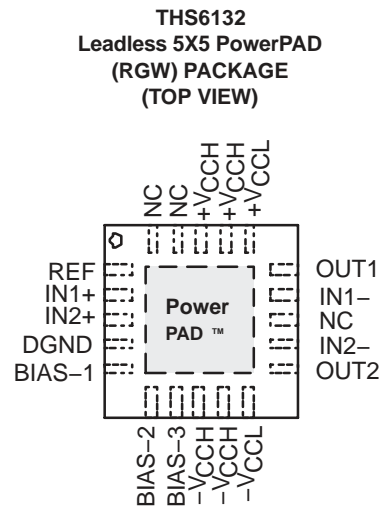 THS6132
Leadless 5X5 PowerPAD
(RGW) PACKAGE
(TOP VIEW)
NC
NC
+VCCH
+VCCH
+VCCL
REF
IN1+
IN2+
DGND
BIAS−1
Power
PAD ™
OUT1
IN1−
NC
IN2−
OUT2
BIAS−2
BIAS−3
−VCCH
−VCCH
−VCCL